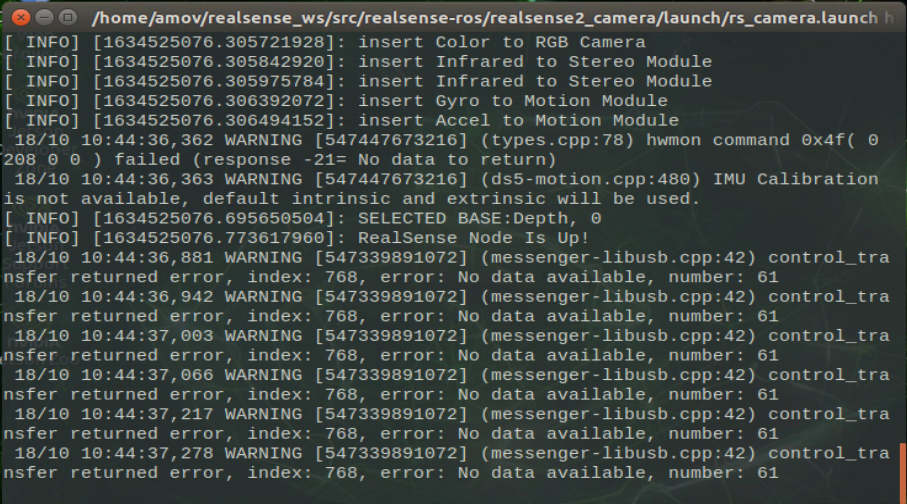 /home/amov/realsense_ws/src/realsense-ros/realsense2_camera/launch/rs_camera.launch h
[ INFO] [1634525076.305721928]: insert Color to RGB Camera
[ INFO] [1634525076.305842920]: insert Infrared to Stereo Module
[ INFO] [1634525076.305975784]: insert Infrared to Stereo Module
[ INFO] [1634525076.306392072]: insert Gyro to Motion Module
[ INFO] [1634525076.306494152]: insert Accel to Motion Module
 18/10 10:44:36,362 WARNING [547447673216] (types.cpp:78) hwmon command 0x4f( 0
208 0 0 ) failed (response -21= No data to return)
 18/10 10:44:36,363 WARNING [547447673216] (ds5-motion.cpp:480) IMU Calibration
is not available, default intrinsic and extrinsic will be used.
[ INFO] [1634525076.695650504]: SELECTED BASE:Depth, 0
[ INFO] [1634525076.773617960]: RealSense Node Is Up!
 18/10 10:44:36,881 WARNING [547339891072] (messenger-libusb.cpp:42) control_tra
nsfer returned error, index: 768, error: No data available, number: 61
 18/10 10:44:36,942 WARNING [547339891072] (messenger-libusb.cpp:42) control_tra
nsfer returned error, index: 768, error: No data available, number: 61
 18/10 10:44:37,003 WARNING [547339891072] (messenger-libusb.cpp:42) control_tra
nsfer returned error, index: 768, error: No data available, number: 61
 18/10 10:44:37,066 WARNING [547339891072] (messenger-libusb.cpp:42) control_tra
nsfer returned error, index: 768, error: No data available, number: 61
 18/10 10:44:37,217 WARNING [547339891072] (messenger-libusb.cpp:42) control_tra
nsfer returned error, index: 768, error: No data available, number: 61
 18/10 10:44:37,278 WARNING [547339891072] (messenger-libusb.cpp:42) control_tra
nsfer returned error, index: 768, error: No data available, number: 61